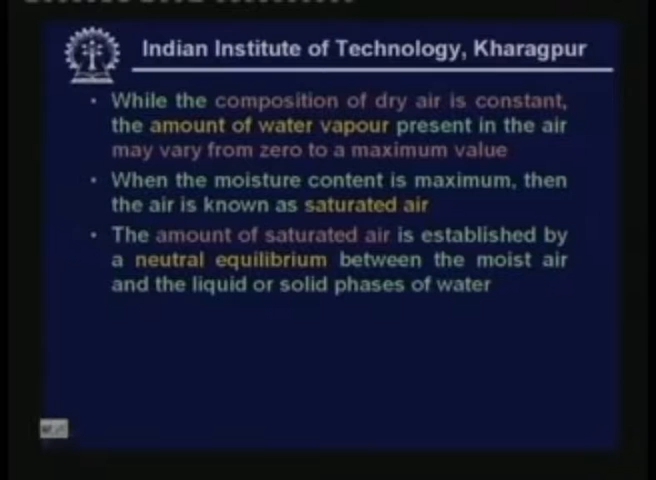 Indian Institute of Technology, Kharagpur
• While the composition of dry air is constant,
the amount of water vapour present in the air
may vary from zero to a maximum value
• When the moisture content is maximum, then
the air is known as saturated air
• The amount of saturated air is established by
a neutral equilibrium between the moist air
and the liquid or solid phases of water